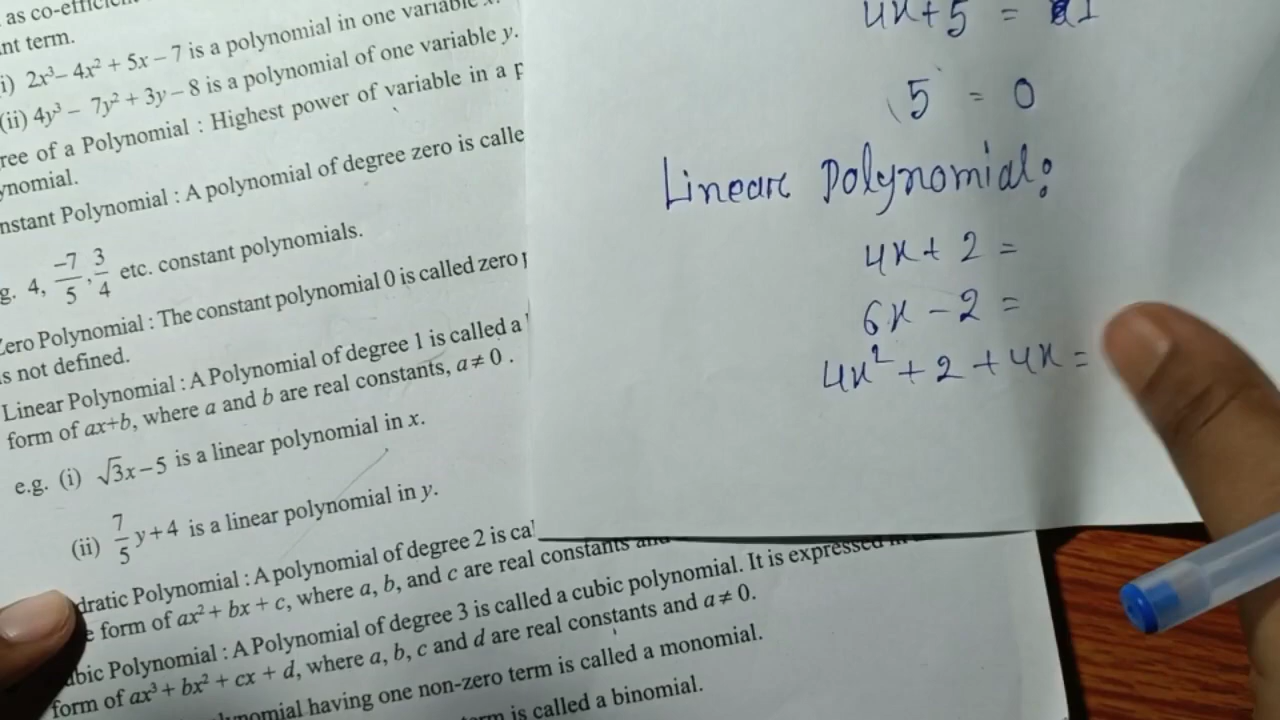 as co-efficient
nt term.
i) 2x³– 4x² + 5x – 7 is a polynomial in one variable x.
(ii) 4y³ – 7y² + 3y – 8 is a polynomial of one variable y.
ree of a Polynomial : Highest power of variable in a p
ynomial.
nstant Polynomial : A polynomial of degree zero is calle
g. 4, -7/5, 3/4 etc. constant polynomials.
Zero Polynomial : The constant polynomial 0 is called zero p
s not defined.
Linear Polynomial : A Polynomial of degree 1 is called a l
form of ax+b, where a and b are real constants, a ≠ 0 .
e.g. (i) √3x – 5 is a linear polynomial in x.
(ii) 7/5 y + 4 is a linear polynomial in y.
dratic Polynomial : A polynomial of degree 2 is cal
e form of ax² + bx + c, where a, b, and c are real constants and
ubic Polynomial : A Polynomial of degree 3 is called a cubic polynomial. It is expressed in
form of ax³ + bx² + cx + d, where a, b, c and d are real constants and a ≠ 0.
lynomial having one non-zero term is called a monomial.
term is called a binomial.
4x+5 = 1
5 = 0
Linear Polynomial:
4x + 2 =
6x – 2 =
4x² + 2 + 4x =